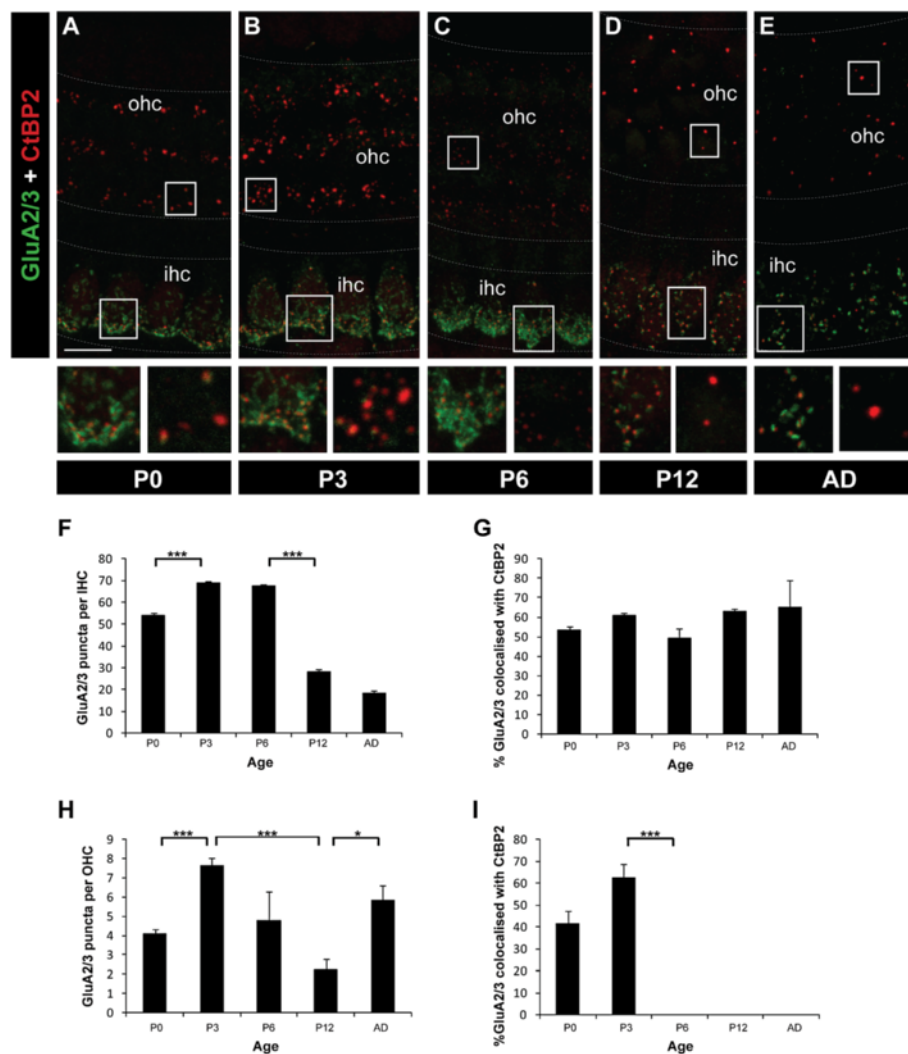 GluA2/3 + CtBP2
A B C D E
ohc ohc ohc ohc ohc
ihc ihc ihc ihc ihc
P0 P3 P6 P12 AD
F
GluA2/3 puncta per IHC
80
70
60
50
40
30
20
10
0
*** ***
P0 P3 P6 P12 AD
Age
G
% GluA2/3 colocalised with CtBP2
90
80
70
60
50
40
30
20
10
0
P0 P3 P6 P12 AD
Age
H
GluA2/3 puncta per OHC
9
8
7
6
5
4
3
2
1
0
*** *** *
P0 P3 P6 P12 AD
Age
I
%GluA2/3 colocalised with CtBP2
80
70
60
50
40
30
20
10
0
***
P0 P3 P6 P12 AD
Age